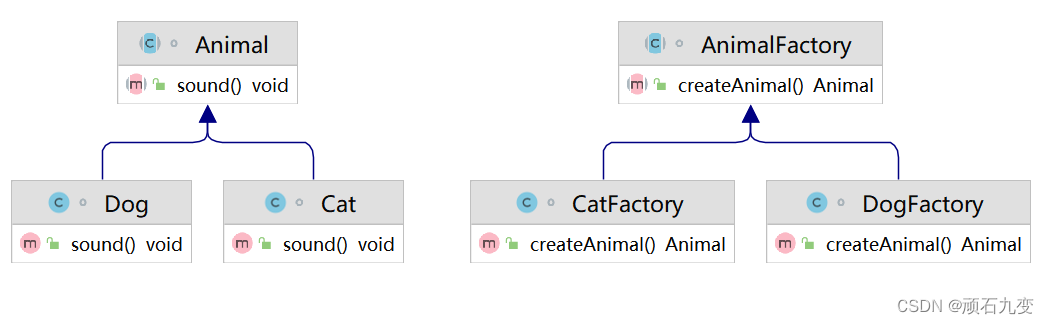 Animal
sound() void
AnimalFactory
createAnimal() Animal
Dog
sound() void
Cat
sound() void
CatFactory
createAnimal() Animal
DogFactory
createAnimal() Animal
CSDN @顽石九变